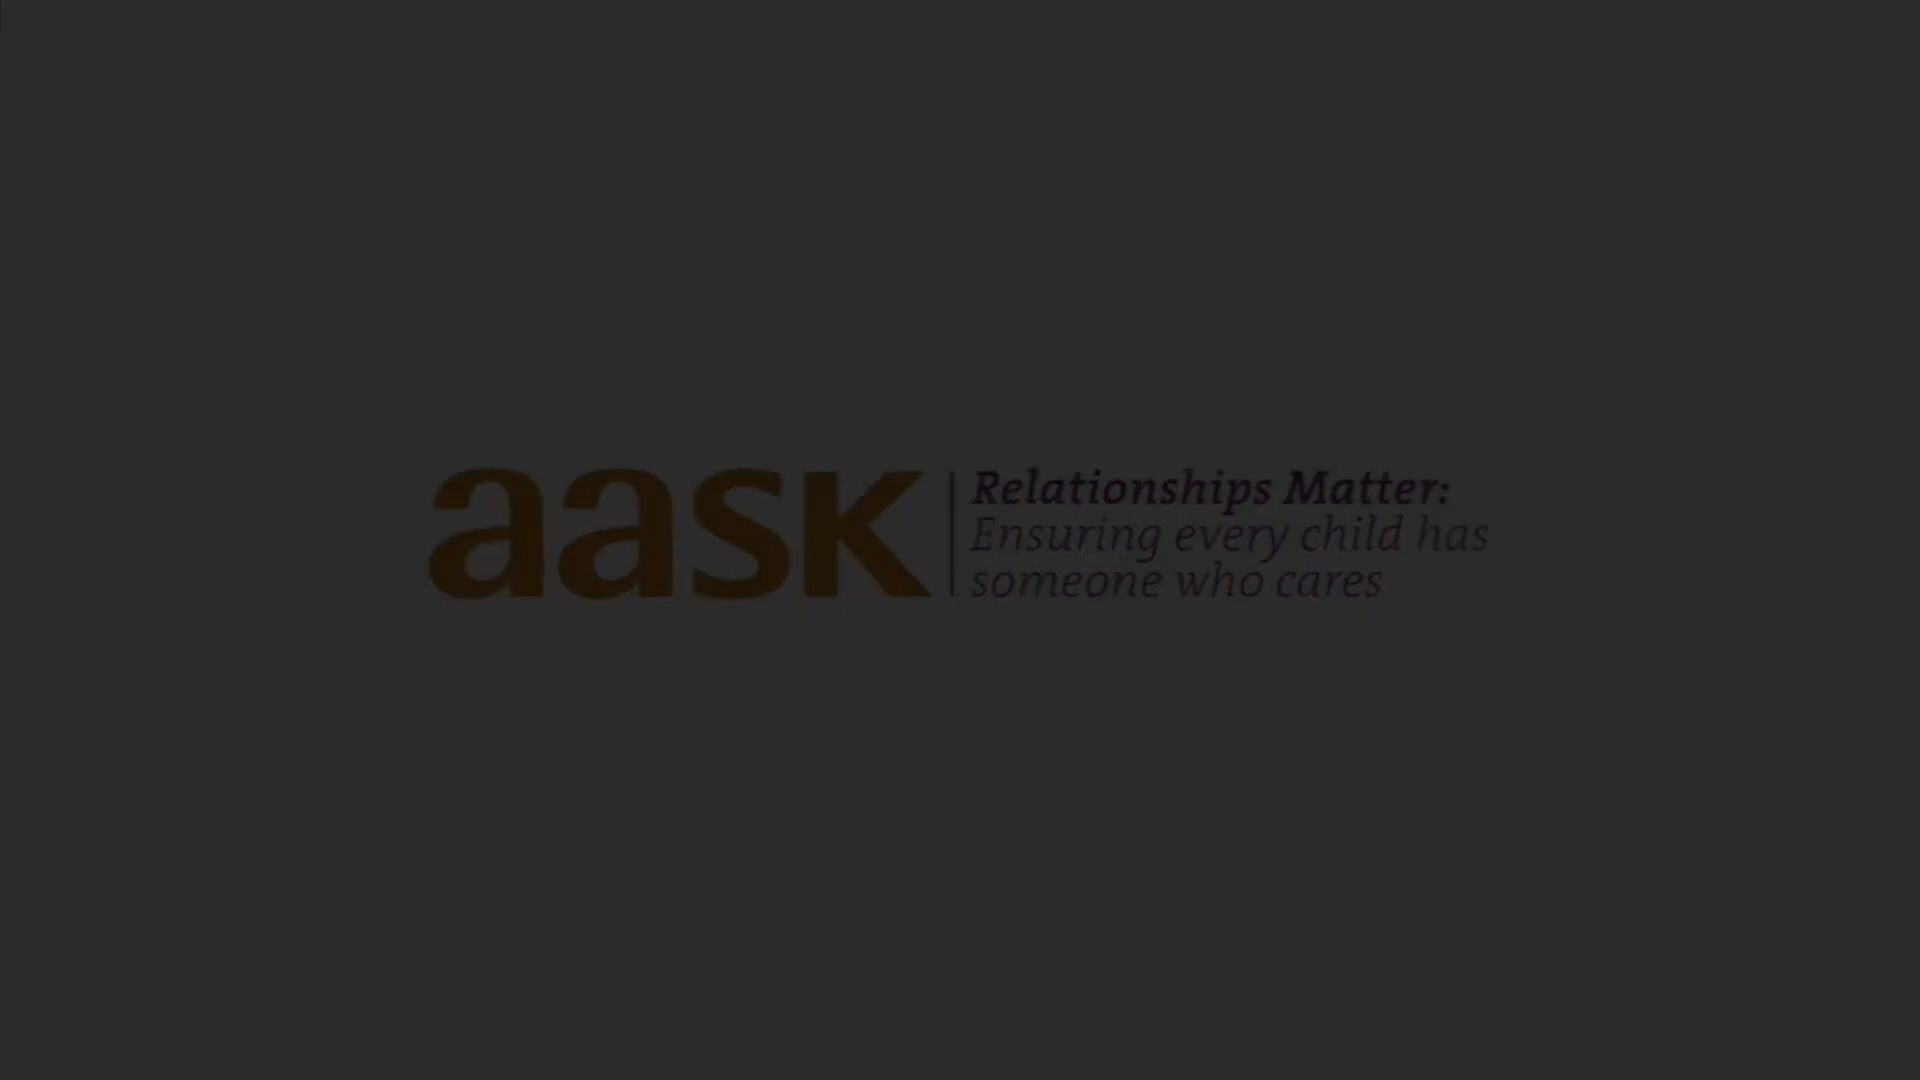 aask
Relationships Matter:
Ensuring every child has
someone who cares